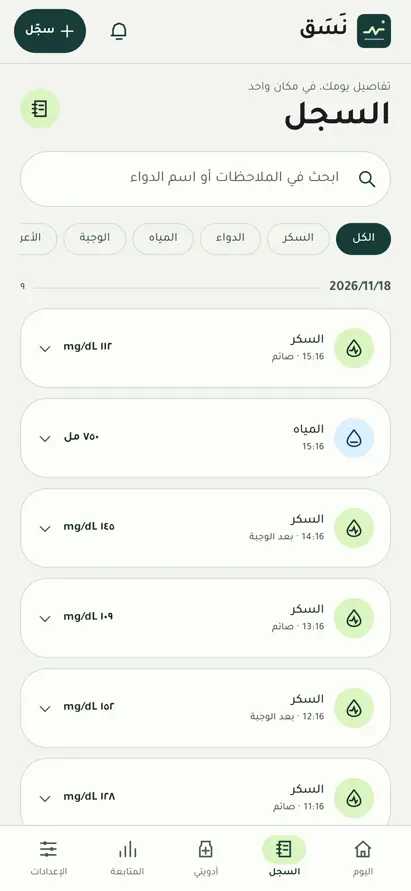 نَسَق
سجّل
تفاصيل يومك، في مكان واحد
السجل
ابحث في الملاحظات أو اسم الدواء
الكل
السكر
الدواء
المياه
الوجبة
الأعر
2026/11/18
٩
السكر
15:16 · صائم
١١٢ mg/dL
المياه
15:16
٧٥٠ مل
السكر
14:16 · بعد الوجبة
١٤٥ mg/dL
السكر
13:16 · صائم
١٠٩ mg/dL
السكر
12:16 · بعد الوجبة
١٥٢ mg/dL
السكر
11:16 · صائم
١٢٨ mg/dL
اليوم
السجل
أدويتي
المتابعة
الإعدادات